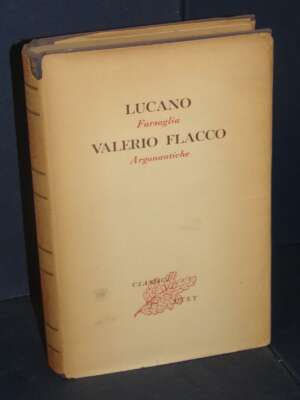 LUCANO
Farsaglia
VALERIO FLACCO
Argonautiche
CLASSICI
UTET